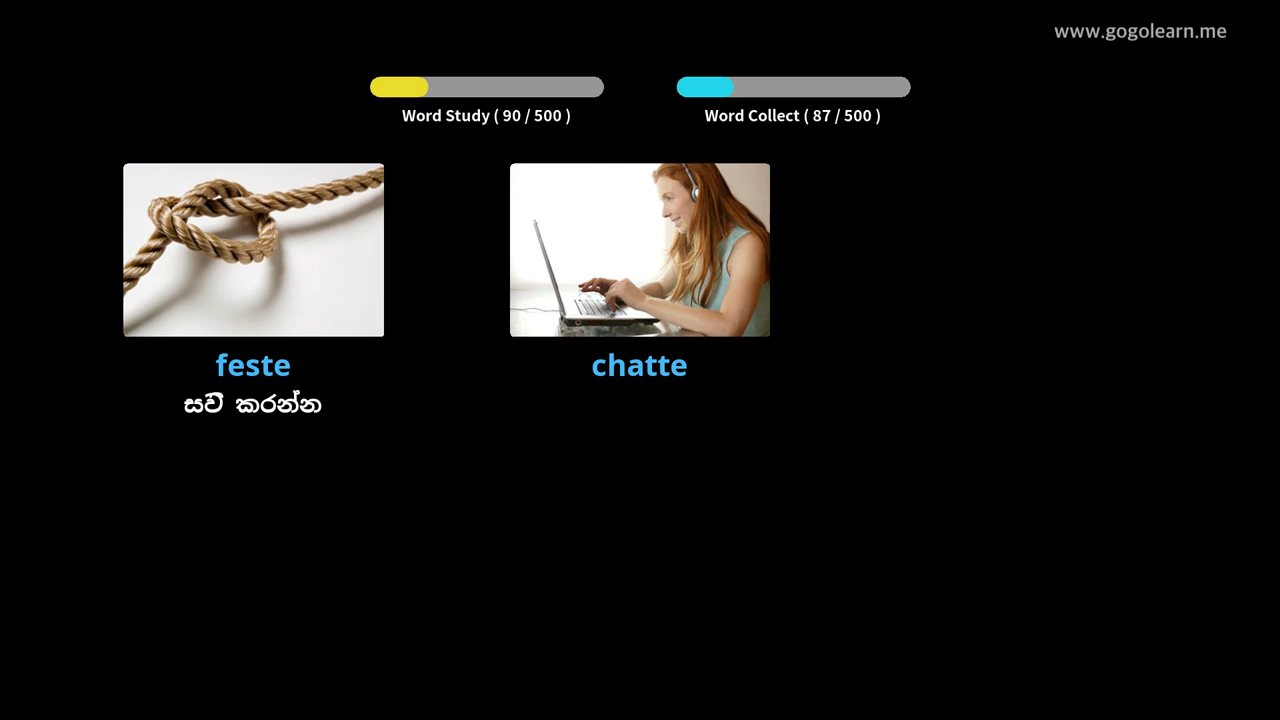 www.gogolearn.me
Word Study ( 90 / 500 )
Word Collect ( 87 / 500 )
feste
සවි කරන්න
chatte